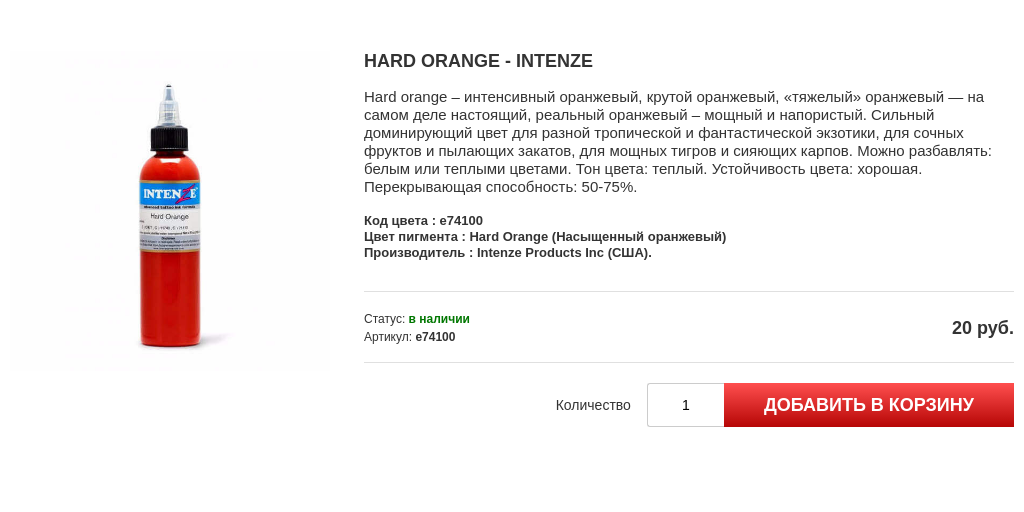 HARD ORANGE - INTENZE
Hard orange – интенсивный оранжевый, крутой оранжевый, «тяжелый» оранжевый — на
самом деле настоящий, реальный оранжевый – мощный и напористый. Сильный
доминирующий цвет для разной тропической и фантастической экзотики, для сочных
фруктов и пылающих закатов, для мощных тигров и сияющих карпов. Можно разбавлять:
белым или теплыми цветами. Тон цвета: теплый. Устойчивость цвета: хорошая.
Перекрывающая способность: 50-75%.
Код цвета : e74100
Цвет пигмента : Hard Orange (Насыщенный оранжевый)
Производитель : Intenze Products Inc (США).
Статус: в наличии
Артикул: e74100
20 руб.
Количество
1
ДОБАВИТЬ В КОРЗИНУ
INTENZE
Hard Orange